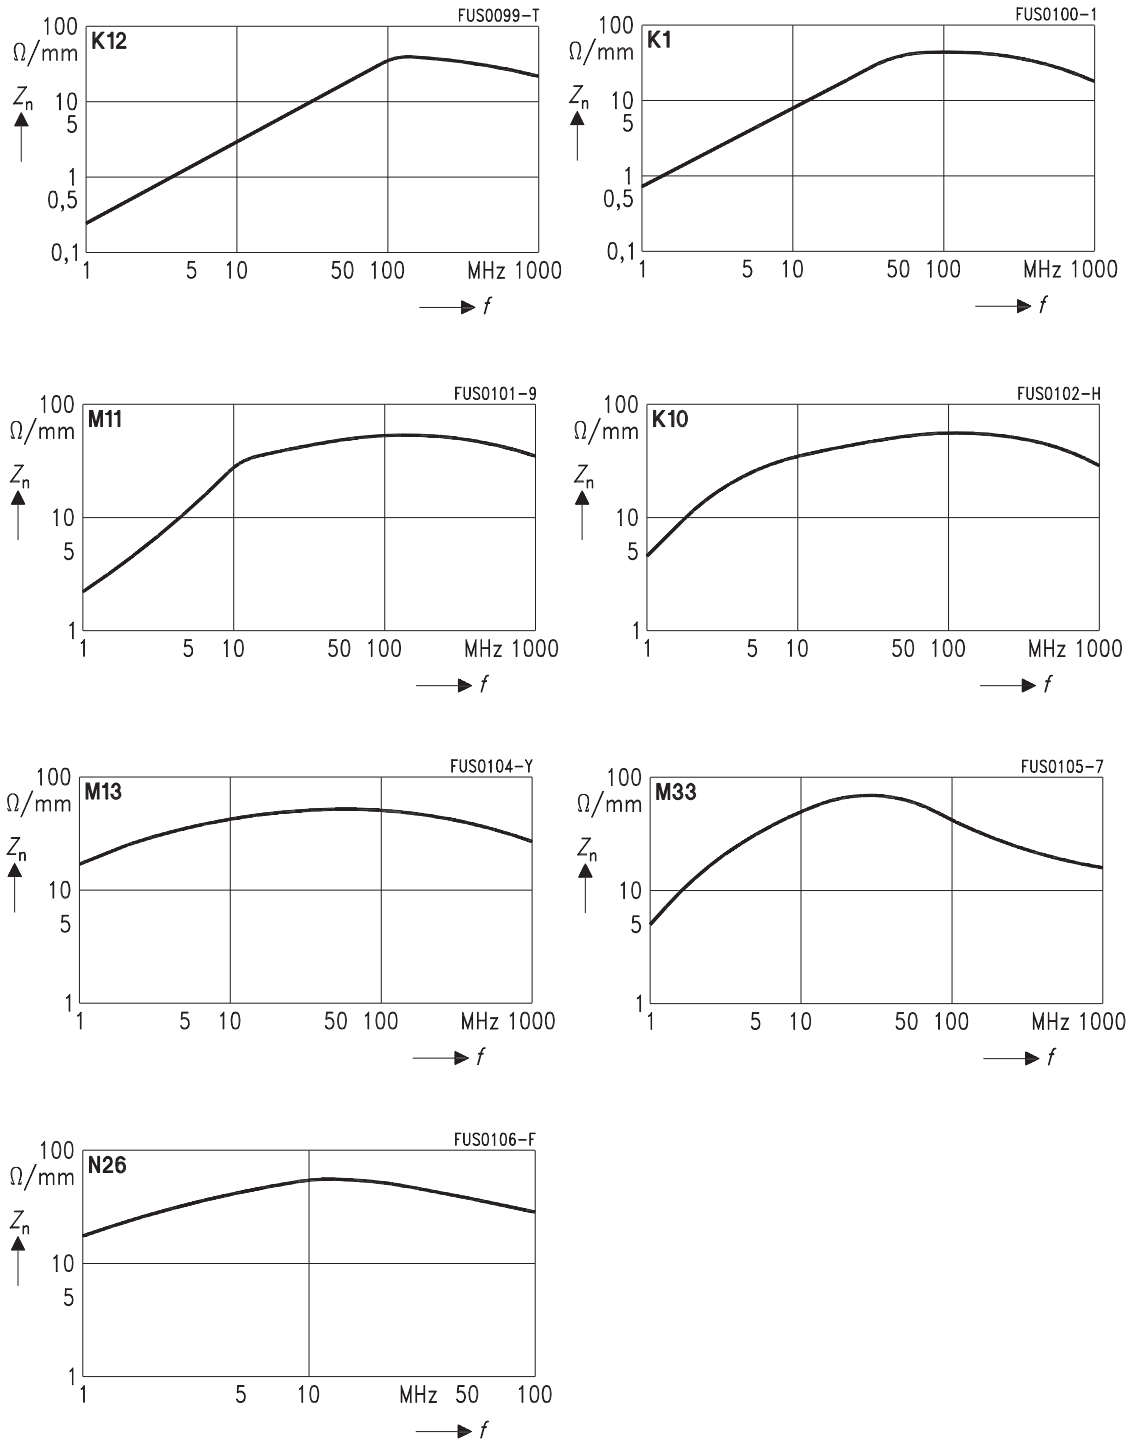 FUS0099-T
K12
100
Ω/mm
Zn
10
5
1
0,5
0,1
1 5 10 50 100 MHz 1000
f
FUS0100-1
K1
100
Ω/mm
Zn
10
5
1
0,5
0,1
1 5 10 50 100 MHz 1000
f
FUS0101-9
M11
100
Ω/mm
Zn
10
5
1
1 5 10 50 100 MHz 1000
f
FUS0102-H
K10
100
Ω/mm
Zn
10
5
1
1 5 10 50 100 MHz 1000
f
FUS0104-Y
M13
100
Ω/mm
Zn
10
5
1
1 5 10 50 100 MHz 1000
f
FUS0105-7
M33
100
Ω/mm
Zn
10
5
1
1 5 10 50 100 MHz 1000
f
FUS0106-F
N26
100
Ω/mm
Zn
10
5
1
1 5 10 MHz 50 100
f